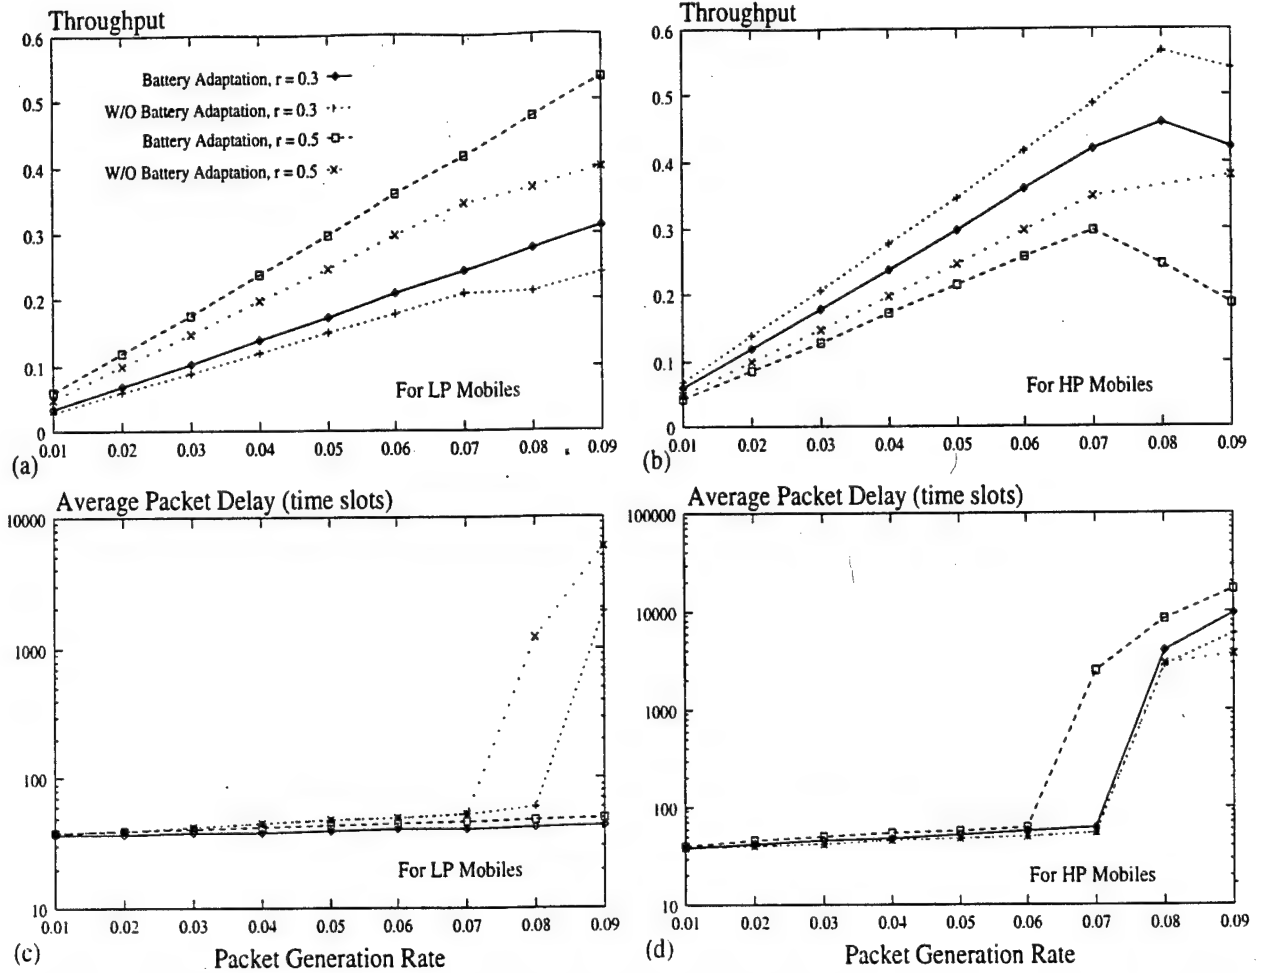 Throughput
0.6
0.5
0.4
0.3
0.2
0.1
0
Battery Adaptation, r = 0.3
W/O Battery Adaptation, r = 0.3
Battery Adaptation, r = 0.5
W/O Battery Adaptation, r = 0.5
For LP Mobiles
0.01 0.02 0.03 0.04 0.05 0.06 0.07 0.08 0.09
(a)
Throughput
0.6
0.5
0.4
0.3
0.2
0.1
0
For HP Mobiles
0.01 0.02 0.03 0.04 0.05 0.06 0.07 0.08 0.09
(b)
Average Packet Delay (time slots)
10000
1000
100
10
For LP Mobiles
0.01 0.02 0.03 0.04 0.05 0.06 0.07 0.08 0.09
(c)
Packet Generation Rate
Average Packet Delay (time slots)
100000
10000
1000
100
10
For HP Mobiles
0.01 0.02 0.03 0.04 0.05 0.06 0.07 0.08 0.09
(d)
Packet Generation Rate